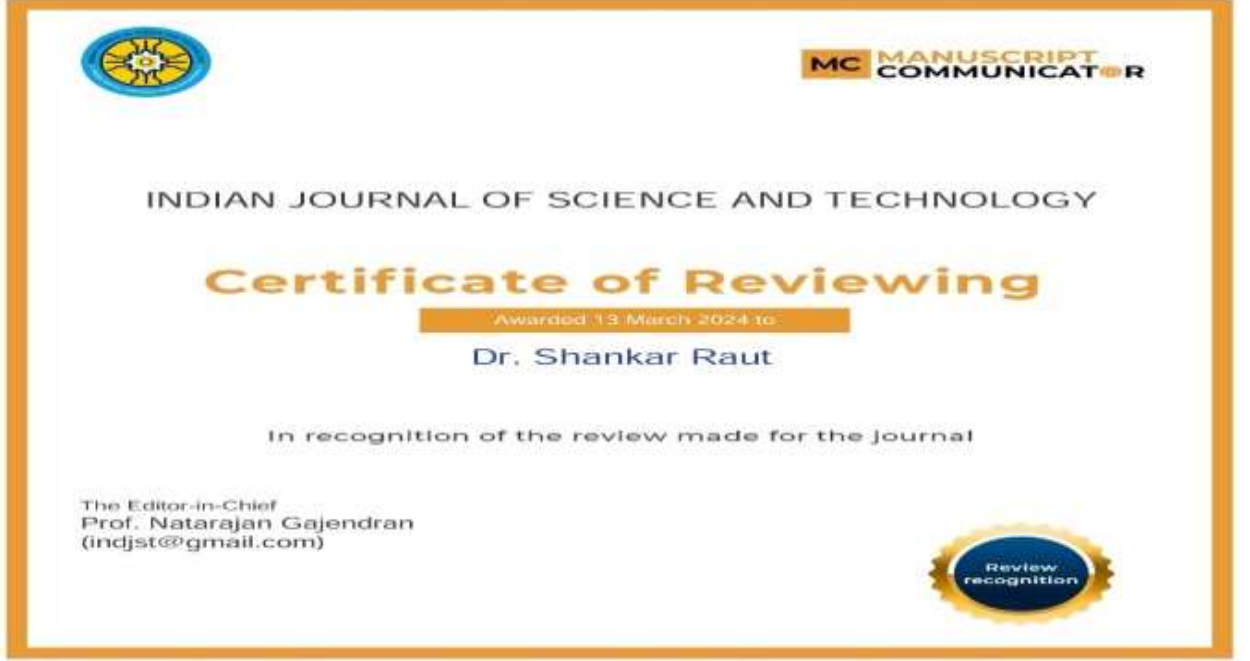 MC MANUSCRIPT
COMMUNICATOR
INDIAN JOURNAL OF SCIENCE AND TECHNOLOGY
Certificate of Reviewing
Awarded 13 March 2024 to
Dr. Shankar Raut
In recognition of the review made for the journal
The Editor-in-Chief
Prof. Natarajan Gajendran
(indjst@gmail.com)
Review
recognition